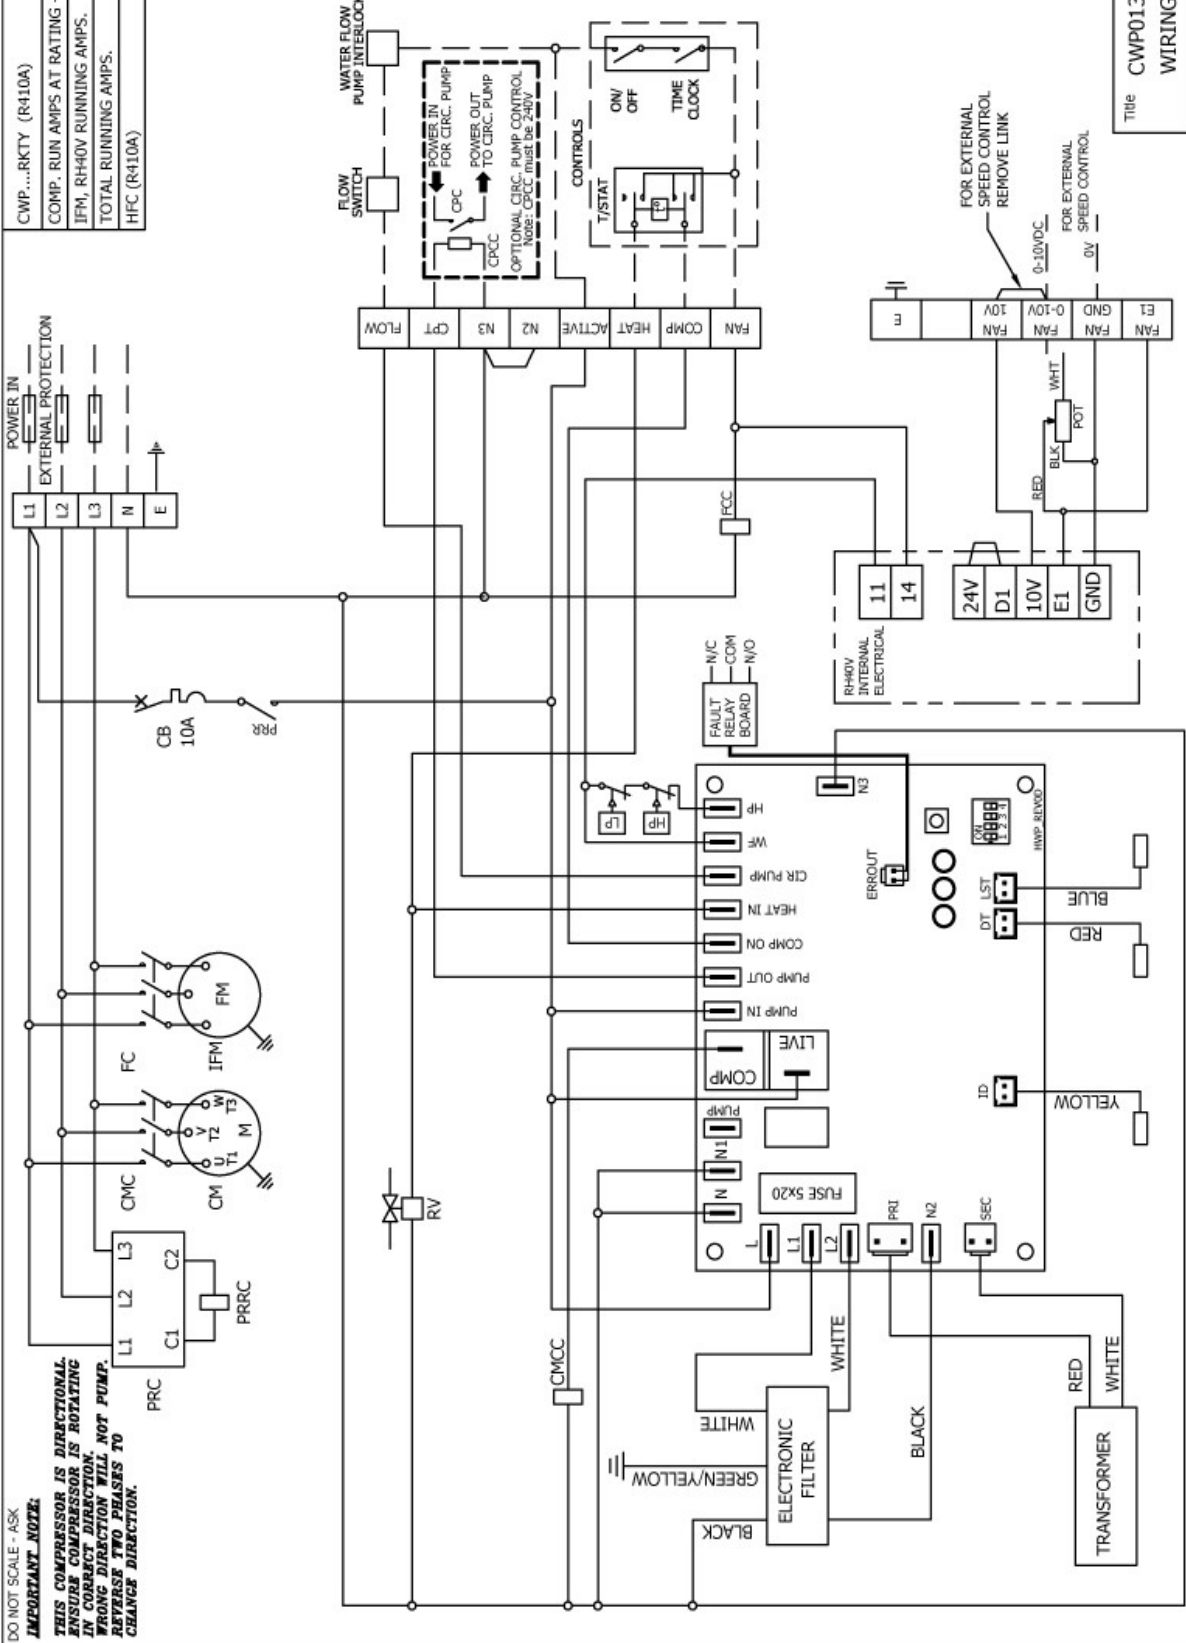 DO NOT SCALE - ASK
IMPORTANT NOTE:
THIS COMPRESSOR IS DIRECTIONAL.
ENSURE COMPRESSOR IS ROTATING
IN CORRECT DIRECTION.
WRONG DIRECTION WILL NOT PUMP.
REVERSE TWO PHASES TO
CHANGE DIRECTION.
CWP....RKTY (R410A)
COMP. RUN AMPS AT RATING -
IFM, RH40V RUNNING AMPS.
TOTAL RUNNING AMPS.
HFC (R410A)
POWER IN
EXTERNAL PROTECTION
L1
L2
L3
N
E
CB
10A
PRR
FC
FM
IFM
CMC
U
V
W
T1
T2
T3
M
CM
L1
L2
L3
C1
C2
PRC
PRRC
WATER FLOW
PUMP INTERLOCK
FLOW
SWITCH
POWER IN
FOR CIRC. PUMP
CPC
POWER OUT
TO CIRC. PUMP
CPCC
OPTIONAL CIRC. PUMP CONTROL
Note: CPCC must be 240V
CONTROLS
T/STAT
ON/
OFF
TIME
CLOCK
FLOW
CPT
N3
N2
ACTIVE
HEAT
COMP
FAN
FCC
RV
CMCC
11
14
RH40V
INTERNAL
ELECTRICAL
24V
D1
10V
E1
GND
FOR EXTERNAL
SPEED CONTROL
REMOVE LINK
0-10VDC
FOR EXTERNAL
SPEED CONTROL
0V
E
FAN
10V
FAN
0-10V
FAN
GND
FAN
E1
RED
BLK
WHT
POT
FAULT
RELAY
BOARD
N/C
COM
N/O
LP
HP
HP
WF
CIR PUMP
HEAT IN
COMP ON
PUMP OUT
PUMP IN
COMP
LIVE
PUMP
N1
N
N3
ERROUT
ON
1 2 3 4
HWP_REV0D
LST
DT
BLUE
RED
ID
YELLOW
FUSE 5x20
L
L1
L2
PRI
N2
SEC
WHITE
WHITE
GREEN/YELLOW
BLACK
BLACK
ELECTRONIC
FILTER
RED
WHITE
TRANSFORMER
Title
CWP013
WIRING